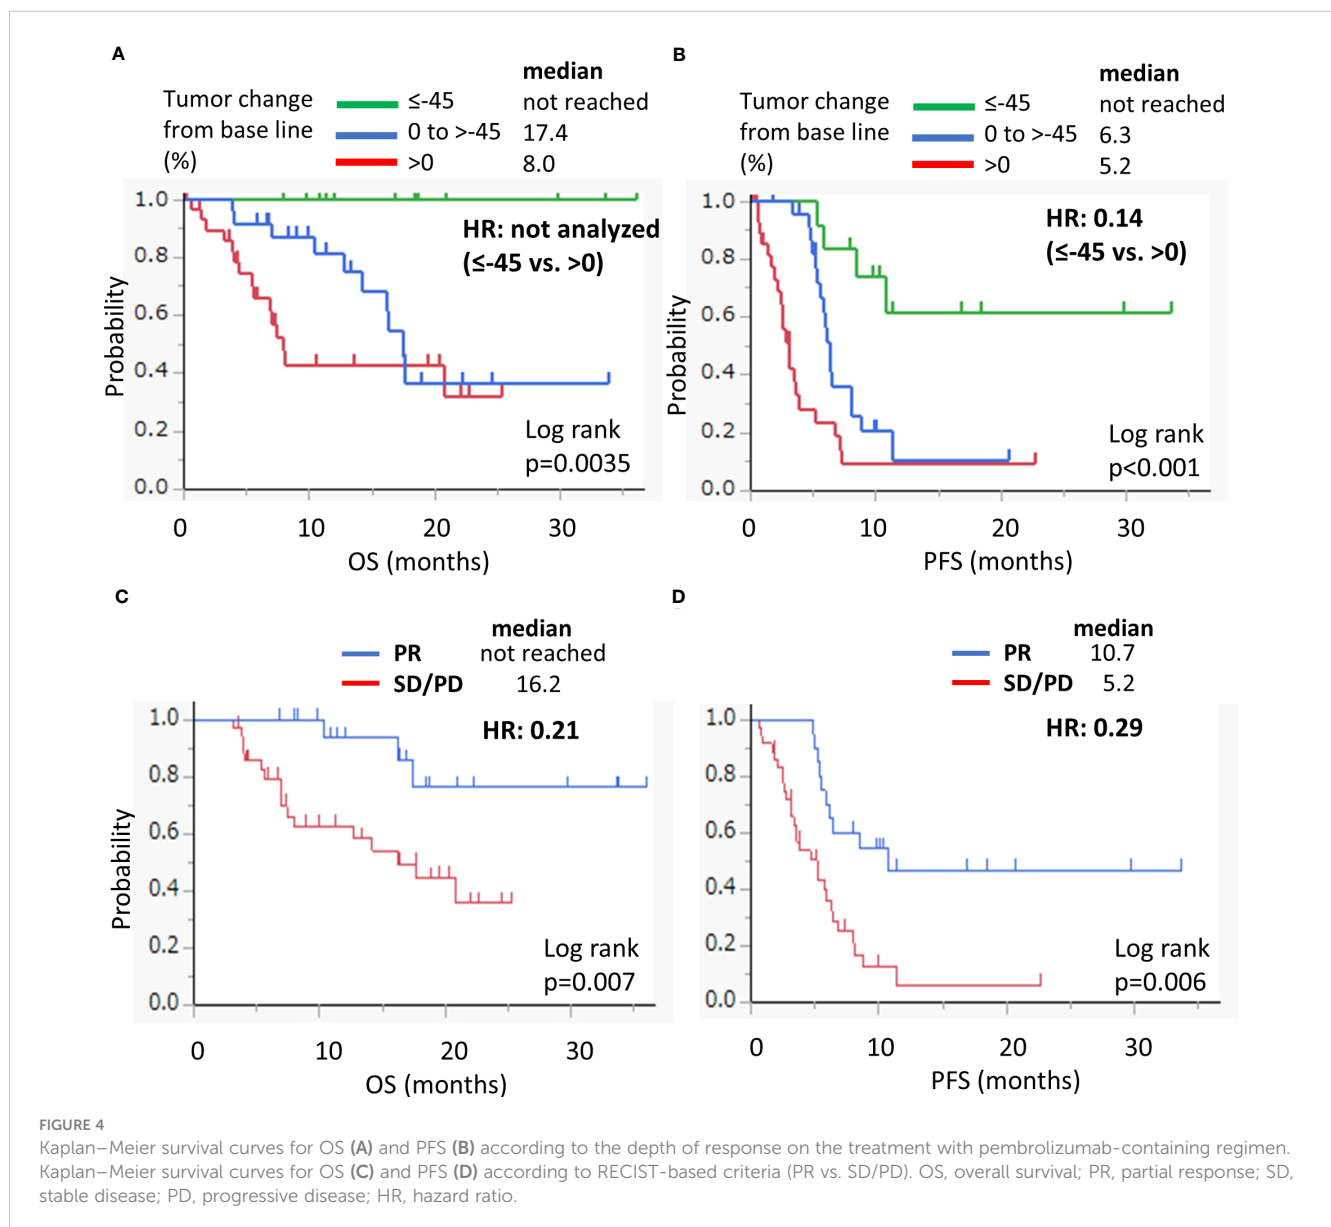 A
median
Tumor change
≤-45
not reached
from base line
0 to >-45
17.4
(%)
>0
8.0
1.0
0.8
0.6
0.4
0.2
0.0
Probability
HR: not analyzed
(≤-45 vs. >0)
Log rank
p=0.0035
0 10 20 30
OS (months)
B
median
Tumor change
≤-45
not reached
from base line
0 to >-45
6.3
(%)
>0
5.2
1.0
0.8
0.6
0.4
0.2
0.0
Probability
HR: 0.14
(≤-45 vs. >0)
Log rank
p<0.001
0 10 20 30
PFS (months)
C
median
PR not reached
SD/PD 16.2
1.0
0.8
0.6
0.4
0.2
0.0
Probability
HR: 0.21
Log rank
p=0.007
0 10 20 30
OS (months)
D
median
PR 10.7
SD/PD 5.2
1.0
0.8
0.6
0.4
0.2
0.0
HR: 0.29
Log rank
p=0.006
0 10 20 30
PFS (months)
FIGURE 4
Kaplan–Meier survival curves for OS (A) and PFS (B) according to the depth of response on the treatment with pembrolizumab-containing regimen.
Kaplan–Meier survival curves for OS (C) and PFS (D) according to RECIST-based criteria (PR vs. SD/PD). OS, overall survival; PR, partial response; SD,
stable disease; PD, progressive disease; HR, hazard ratio.